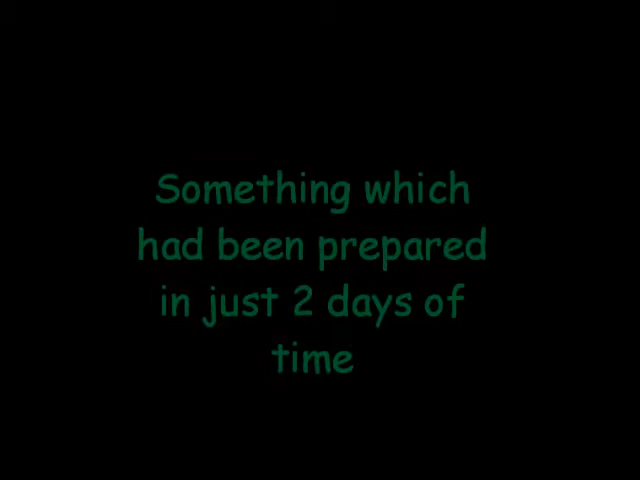 Something which
had been prepared
in just 2 days of
time